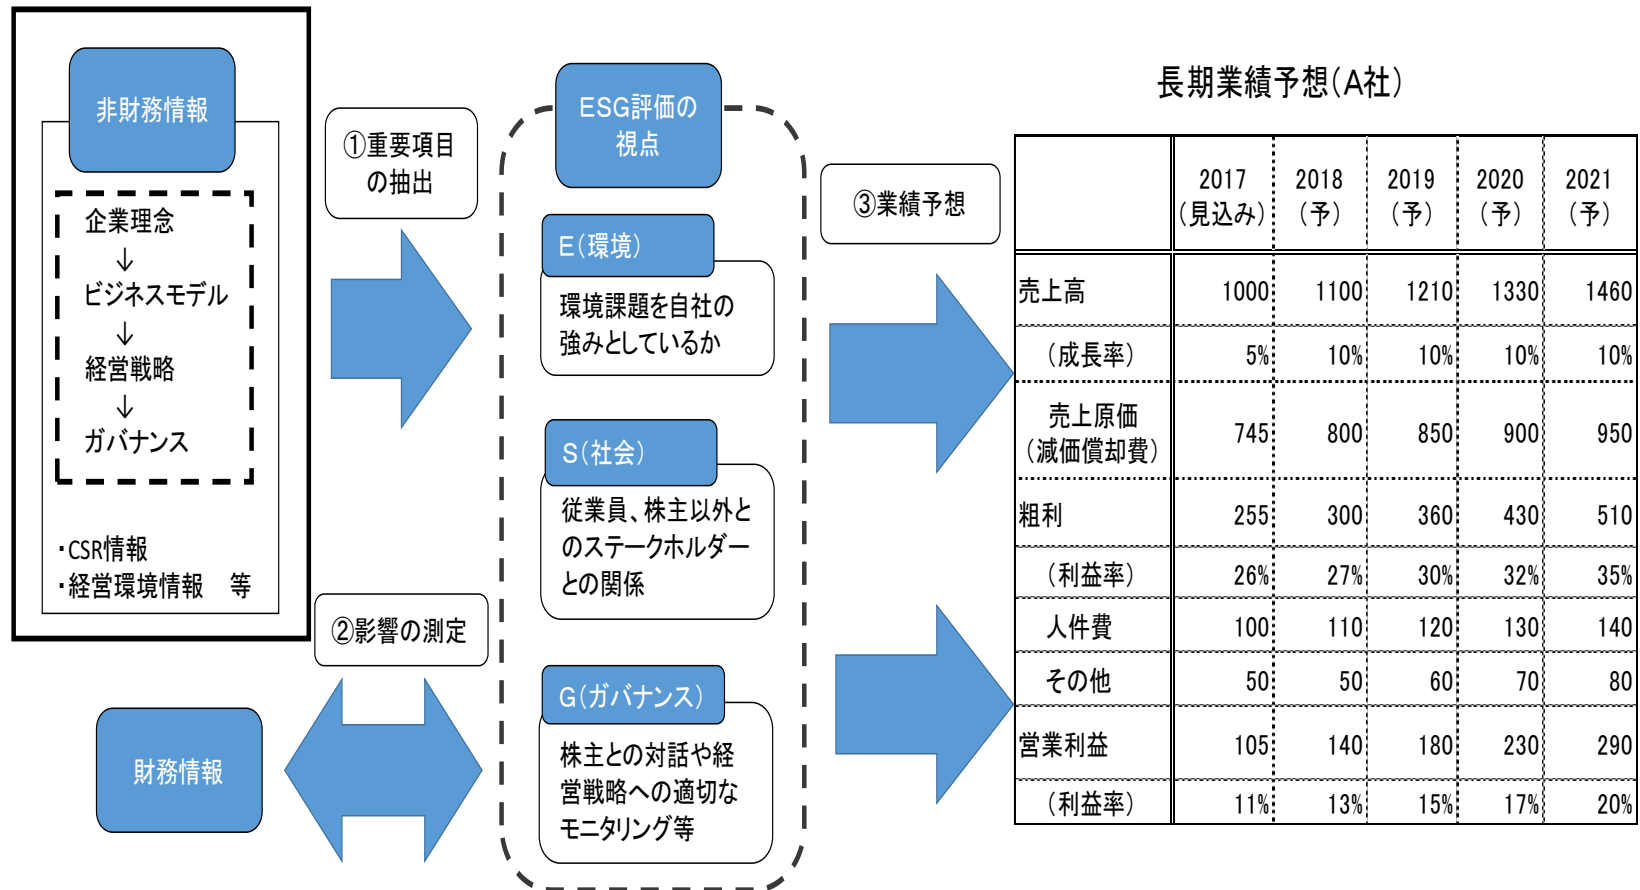 非財務情報
企業理念
↓
ビジネスモデル
↓
経営戦略
↓
ガバナンス
・CSR情報
・経営環境情報　等
①重要項目
の抽出
②影響の測定
財務情報
ESG評価の
視点
E(環境)
環境課題を自社の
強みとしているか
S(社会)
従業員、株主以外と
のステークホルダー
との関係
G(ガバナンス)
株主との対話や経
営戦略への適切な
モニタリング等
③業績予想
長期業績予想(A社)
2017 2018 2019 2020 2021
(見込み) (予) (予) (予) (予)
売上高 1000 1100 1210 1330 1460
(成長率) 5% 10% 10% 10% 10%
売上原価
(減価償却費) 745 800 850 900 950
粗利 255 300 360 430 510
(利益率) 26% 27% 30% 32% 35%
人件費 100 110 120 130 140
その他 50 50 60 70 80
営業利益 105 140 180 230 290
(利益率) 11% 13% 15% 17% 20%